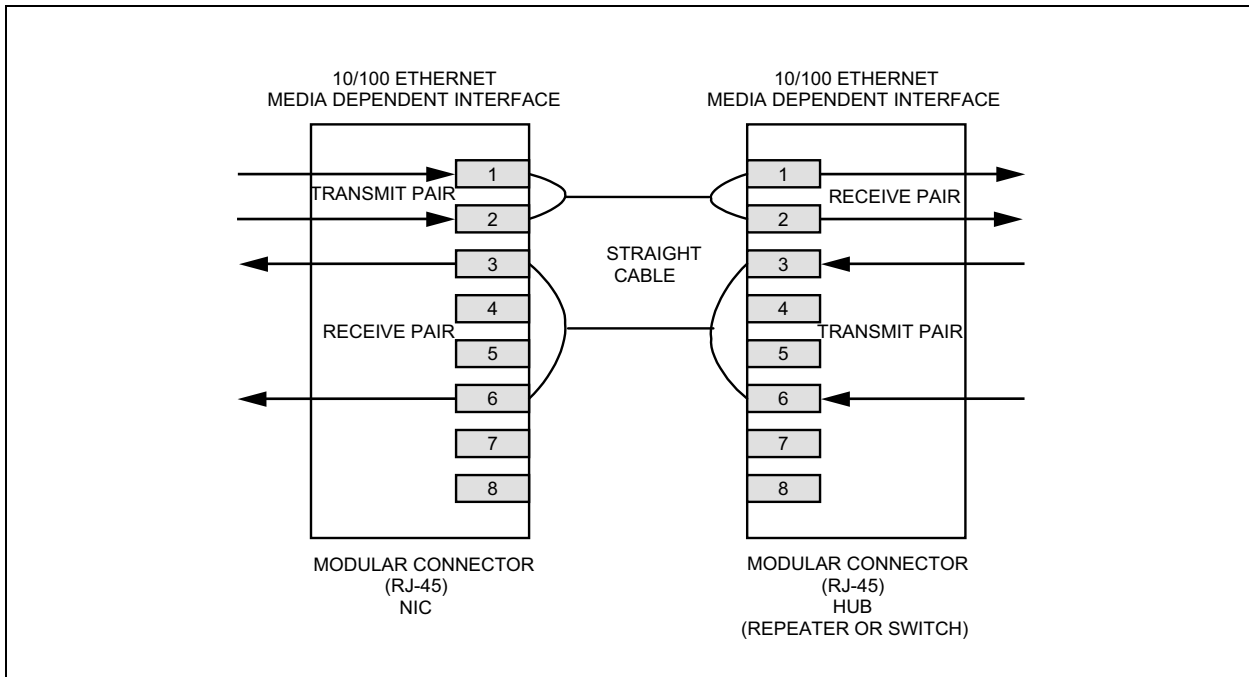 10/100 ETHERNET
MEDIA DEPENDENT INTERFACE
10/100 ETHERNET
MEDIA DEPENDENT INTERFACE
1
TRANSMIT PAIR
2
3
4
RECEIVE PAIR
5
6
7
8
STRAIGHT
CABLE
1
RECEIVE PAIR
2
3
4
TRANSMIT PAIR
5
6
7
8
MODULAR CONNECTOR
(RJ-45)
NIC
MODULAR CONNECTOR
(RJ-45)
HUB
(REPEATER OR SWITCH)